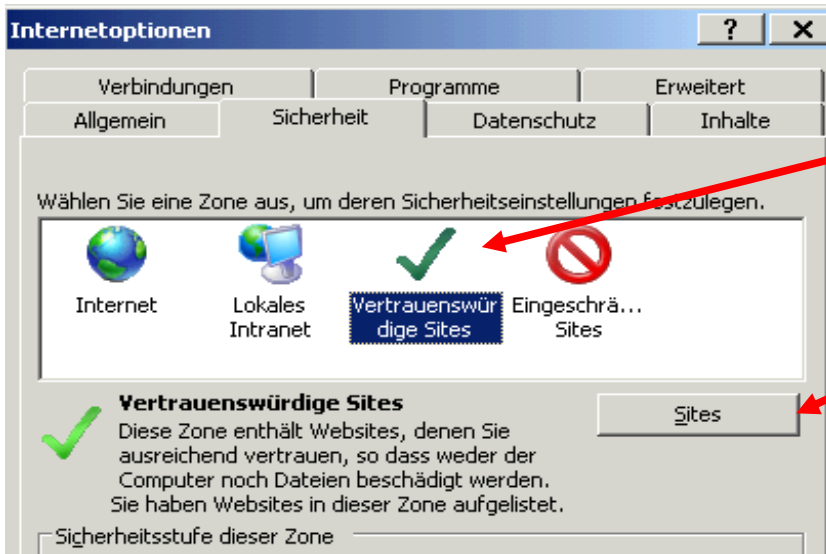 Internetoptionen
?
Verbindungen Programme Erweitert
Allgemein Sicherheit Datenschutz Inhalte
Wählen Sie eine Zone aus, um deren Sicherheitseinstellungen festzulegen.
Internet Lokales Vertrauenswür Eingeschrä...
Intranet dige Sites Sites
Vertrauenswürdige Sites
Sites
Diese Zone enthält Websites, denen Sie
ausreichend vertrauen, so dass weder der
Computer noch Dateien beschädigt werden.
Sie haben Websites in dieser Zone aufgelistet.
Sicherheitsstufe dieser Zone